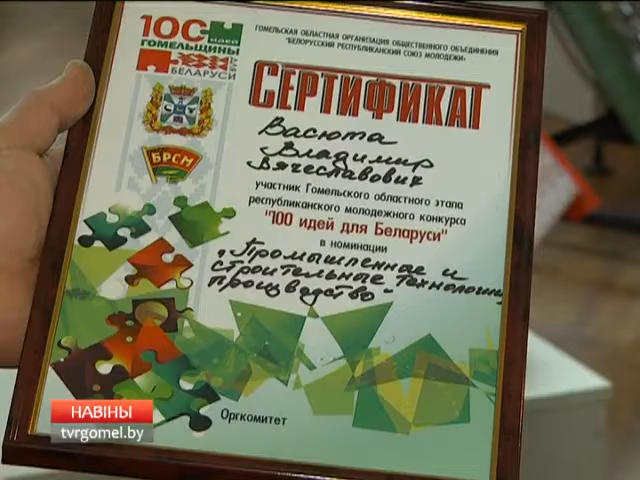 100 ИДЕЙ
ГОМЕЛЬЩИНЫ
ДЛЯ
БЕЛАРУСИ
ГОМЕЛЬСКАЯ ОБЛАСТНАЯ ОРГАНИЗАЦИЯ ОБЩЕСТВЕННОГО ОБЪЕДИНЕНИЯ
"БЕЛОРУССКИЙ РЕСПУБЛИКАНСКИЙ СОЮЗ МОЛОДЕЖИ"
СЕРТИФИКАТ
БРСМ
Васюта
Владимир
Вячеславович
участник Гомельского областного этапа
республиканского молодежного конкурса
"100 идей для Беларуси"
в номинации
"Промышленные и
строительные технологии
производство"
Оргкомитет
НАВІНЫ
tvrgomel.by